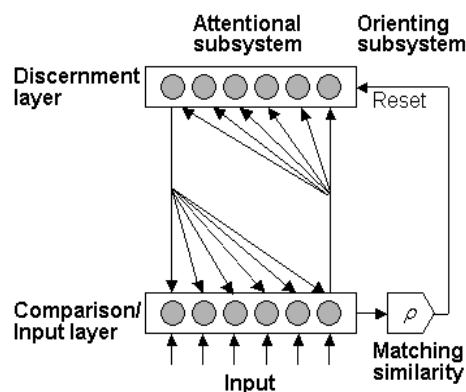 Attentional
subsystem
Orienting
subsystem
Discernment
layer
Reset
Comparison/
Input layer
ρ
Matching
similarity
Input